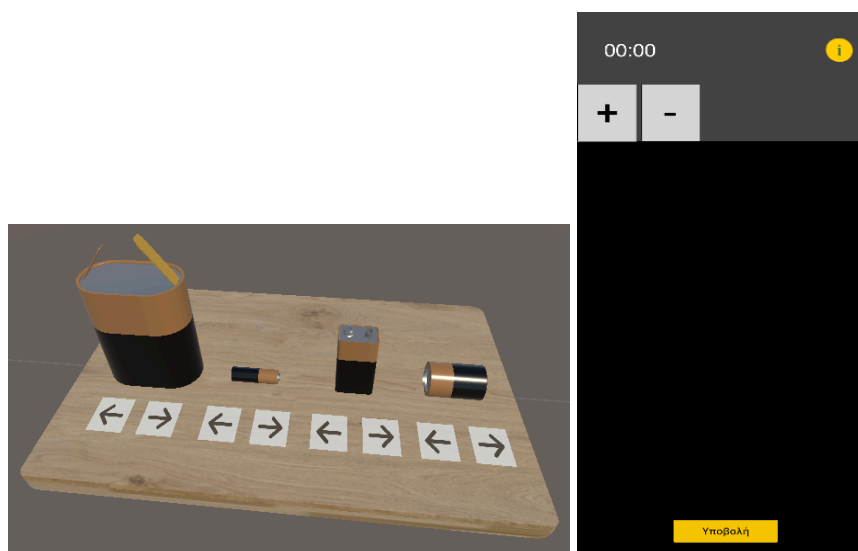 00:00
i
+ -
← → ← → ← → ← →
Υποβολή